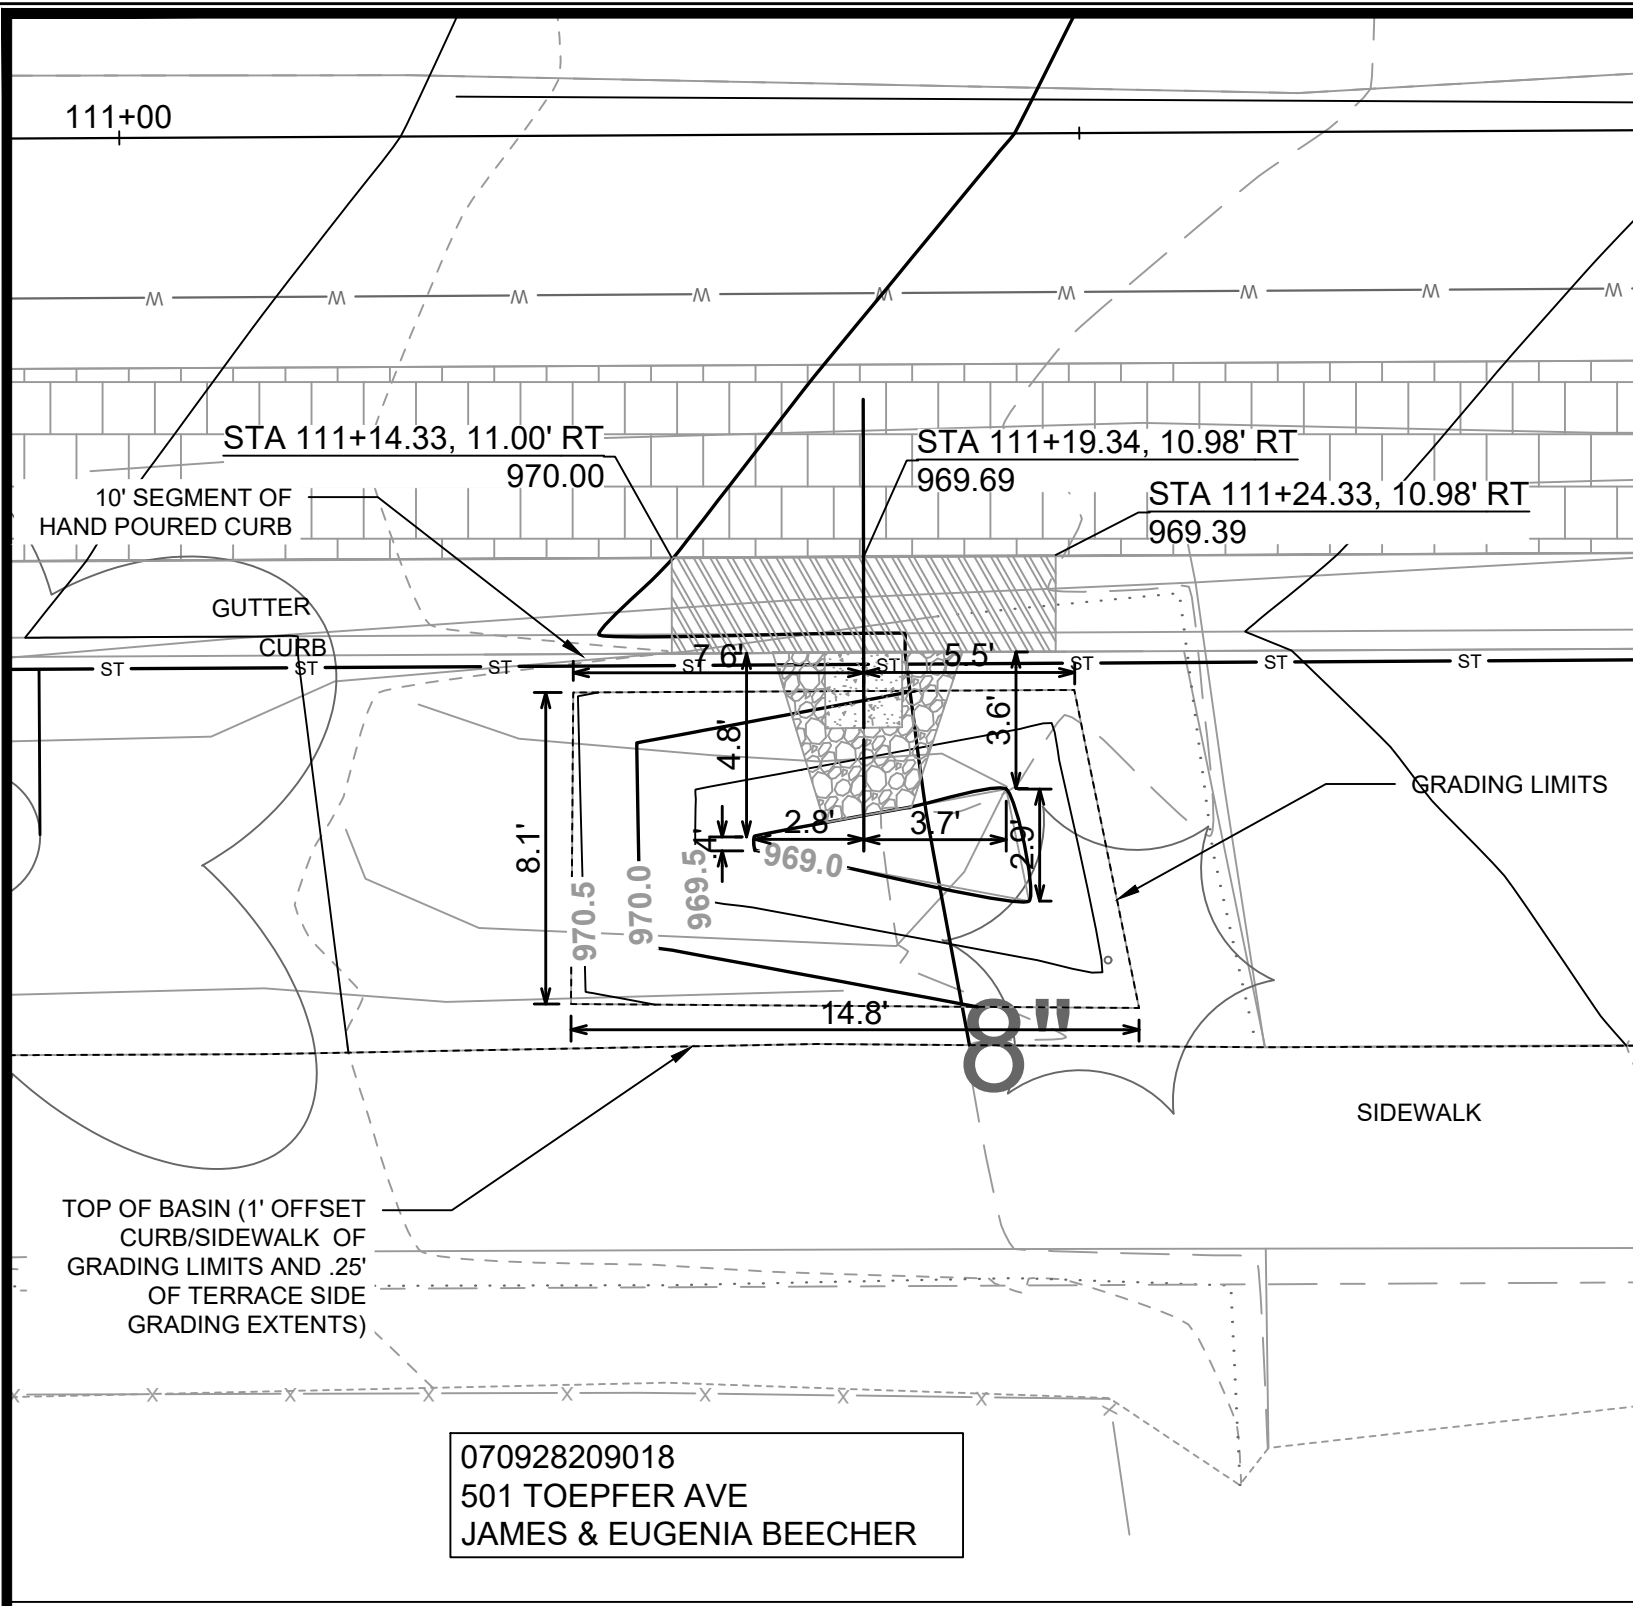 111+00
W W W W W W W W W
STA 111+14.33, 11.00' RT
970.00
STA 111+19.34, 10.98' RT
969.69
STA 111+24.33, 10.98' RT
969.39
10' SEGMENT OF
HAND POURED CURB
GUTTER
CURB
ST ST ST ST ST ST ST ST
7.6'
5.5'
4.8'
3.6'
GRADING LIMITS
8.1'
2.8'
3.7'
2.9'
970.5
970.0
969.5
969.0
14.8'
8"
SIDEWALK
TOP OF BASIN (1' OFFSET
CURB/SIDEWALK OF
GRADING LIMITS AND .25'
OF TERRACE SIDE
GRADING EXTENTS)
X X X X X X X X X
070928209018
501 TOEPFER AVE
JAMES & EUGENIA BEECHER